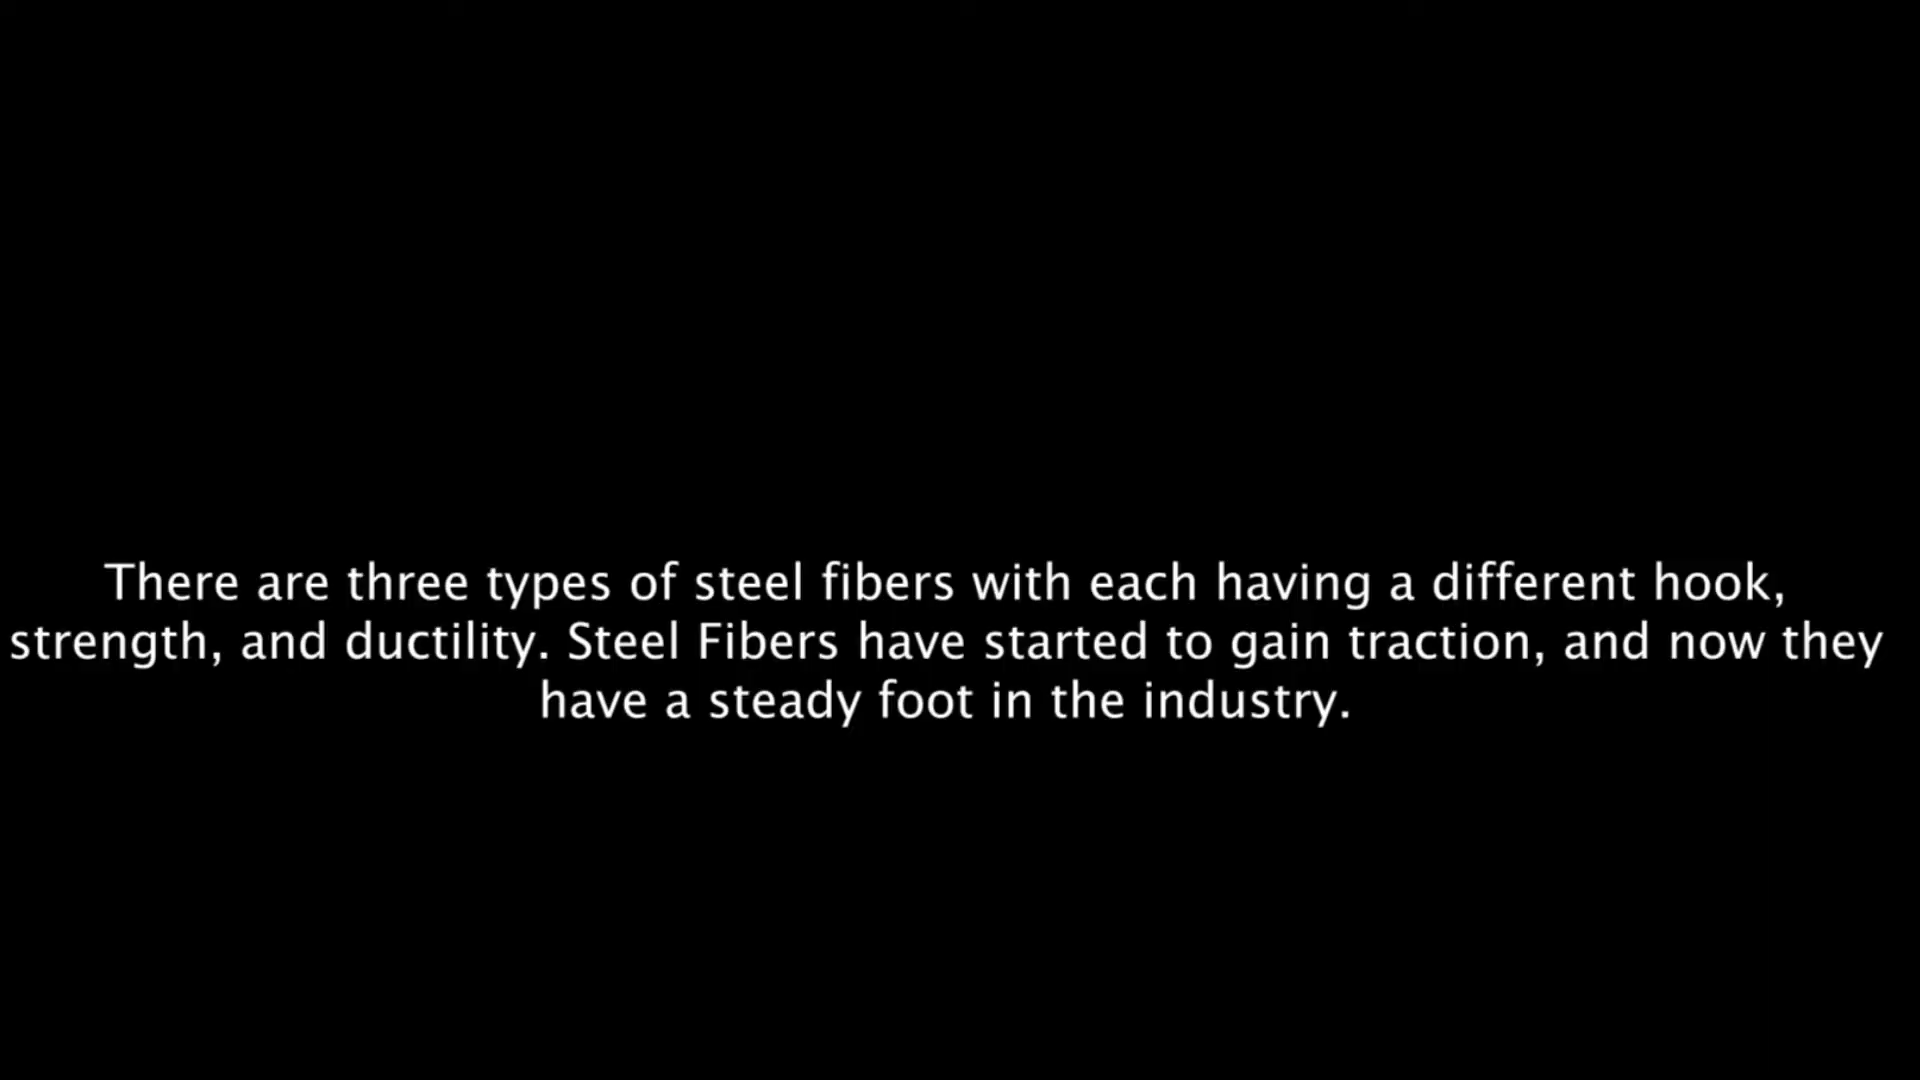 There are three types of steel fibers with each having a different hook,
strength, and ductility. Steel Fibers have started to gain traction, and now they
have a steady foot in the industry.